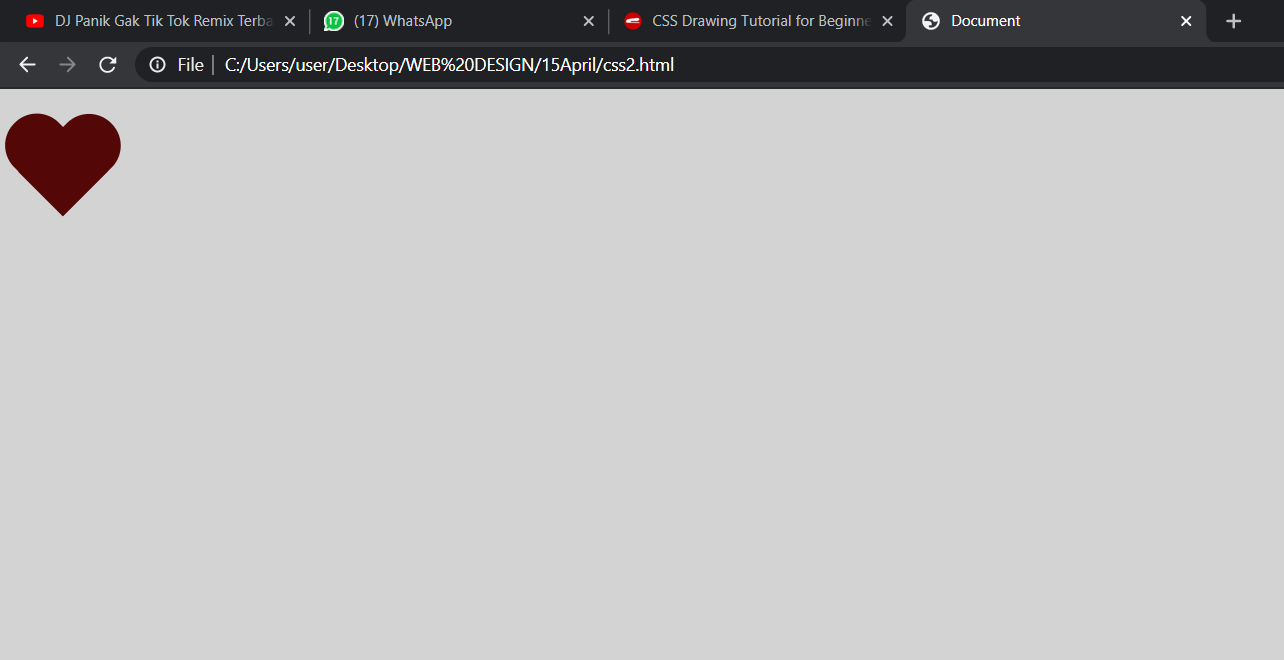 DJ Panik Gak Tik Tok Remix Terba
17
(17) WhatsApp
CSS Drawing Tutorial for Beginne
Document
File
C:/Users/user/Desktop/WEB%20DESIGN/15April/css2.html